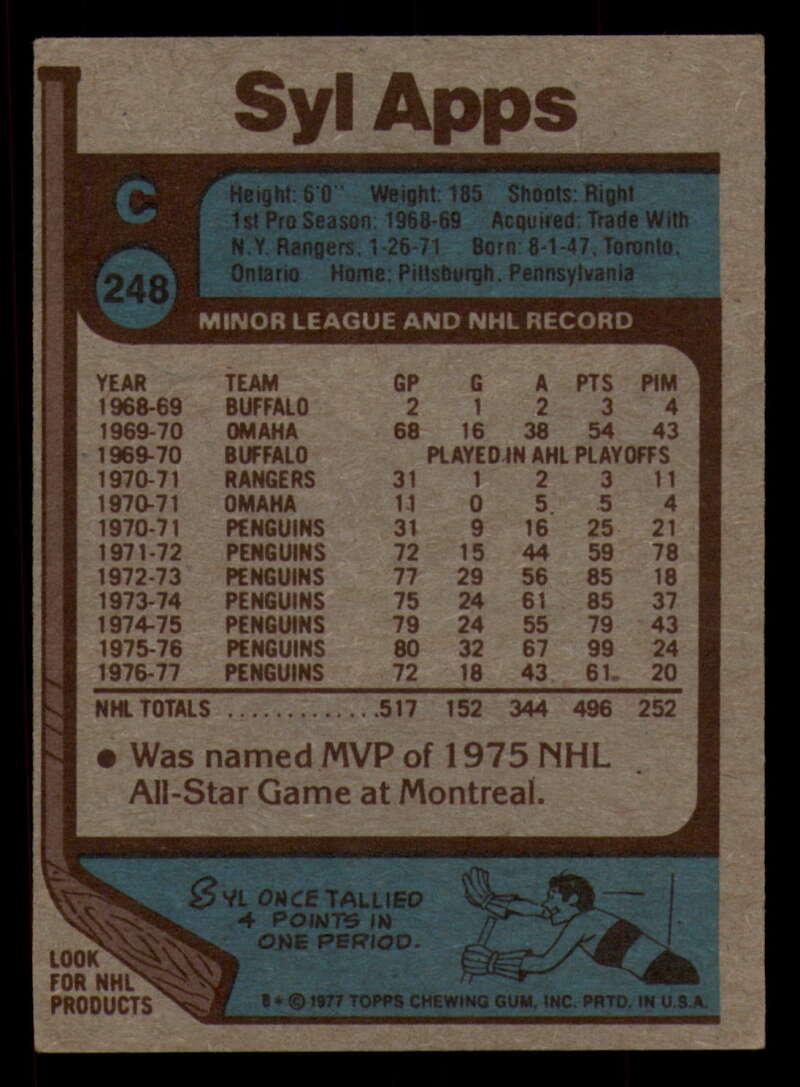 Syl Apps
C
248
Height: 6'0" Weight: 185 Shoots: Right
1st Pro Season: 1968-69 Acquired: Trade With
N.Y. Rangers, 1-26-71 Born: 8-1-47, Toronto,
Ontario Home: Pittsburgh, Pennsylvania
MINOR LEAGUE AND NHL RECORD
YEAR TEAM GP G A PTS PIM
1968-69 BUFFALO 2 1 2 3 4
1969-70 OMAHA 68 16 38 54 43
1969-70 BUFFALO PLAYED IN AHL PLAYOFFS
1970-71 RANGERS 31 1 2 3 11
1970-71 OMAHA 11 0 5 5 4
1970-71 PENGUINS 31 9 16 25 21
1971-72 PENGUINS 72 15 44 59 78
1972-73 PENGUINS 77 29 56 85 18
1973-74 PENGUINS 75 24 61 85 37
1974-75 PENGUINS 79 24 55 79 43
1975-76 PENGUINS 80 32 67 99 24
1976-77 PENGUINS 72 18 43 61 20
NHL TOTALS .............517 152 344 496 252
• Was named MVP of 1975 NHL
All-Star Game at Montreal.
SYL ONCE TALLIED
4 POINTS IN
ONE PERIOD.
LOOK
FOR NHL
PRODUCTS
B* © 1977 TOPPS CHEWING GUM, INC. PRTD. IN U.S.A.